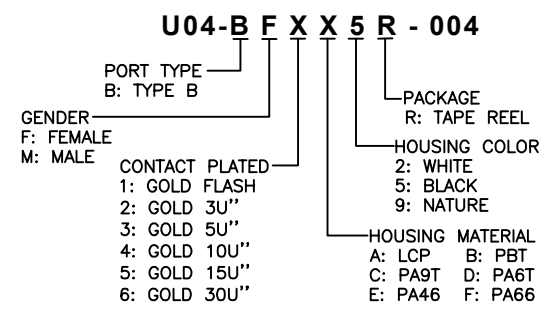 U04-B F X X 5 R - 004
PORT TYPE
B: TYPE B
GENDER
F: FEMALE
M: MALE
CONTACT PLATED
1: GOLD FLASH
2: GOLD 3U''
3: GOLD 5U''
4: GOLD 10U''
5: GOLD 15U''
6: GOLD 30U''
PACKAGE
R: TAPE REEL
HOUSING COLOR
2: WHITE
5: BLACK
9: NATURE
HOUSING MATERIAL
A: LCP B: PBT
C: PA9T D: PA6T
E: PA46 F: PA66